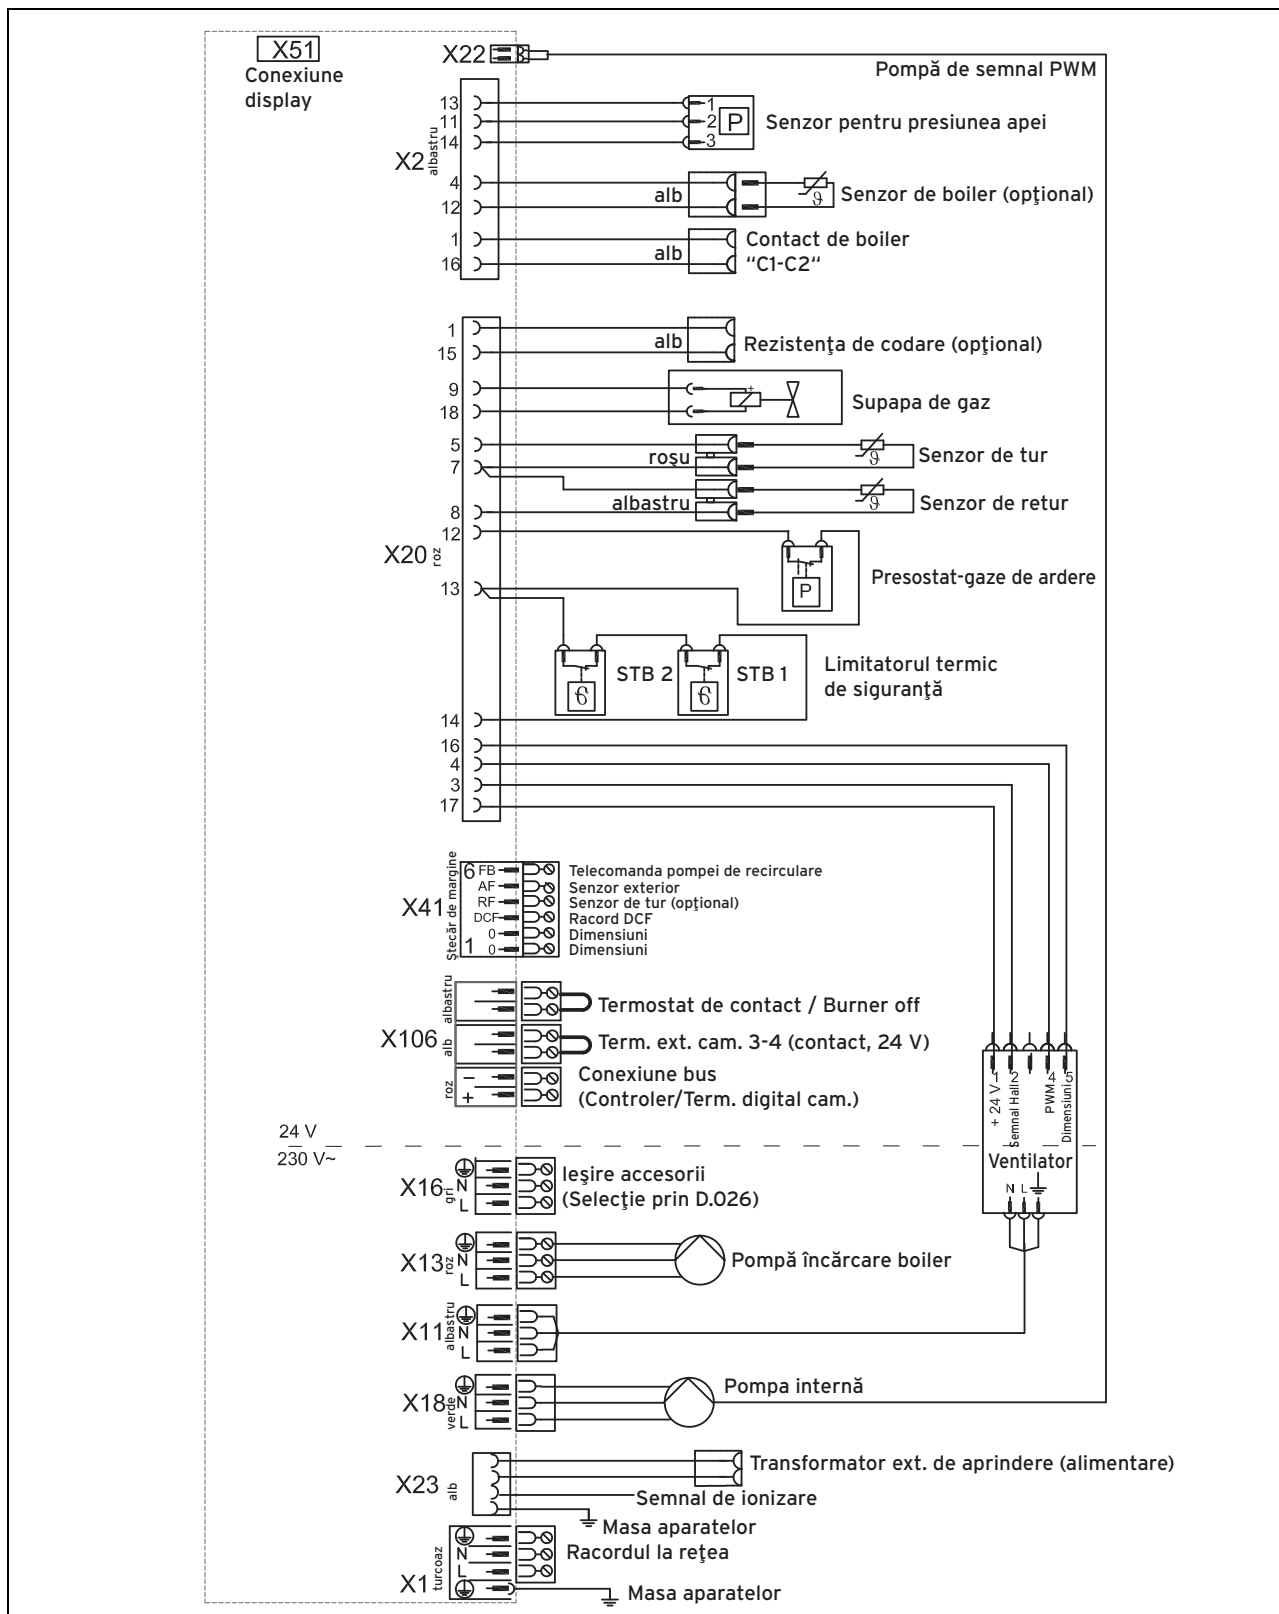 X51
Conexiune
display
X22
Pompă de semnal PWM
X2
albastru
13
11
14
4
12
1
16
1
2
3
P
Senzor pentru presiunea apei
alb
ϑ
Senzor de boiler (opţional)
alb
Contact de boiler
“C1-C2“
X20
roz
1
15
9
18
5
7
8
12
13
14
16
4
3
17
alb
Rezistenţa de codare (opţional)
+
Supapa de gaz
roşu
ϑ
Senzor de tur
albastru
ϑ
Senzor de retur
P
Presostat-gaze de ardere
ϑ
STB 2
ϑ
STB 1
Limitatorul termic
de siguranţă
X41
Ştecăr de margine
6 FB
Telecomanda pompei de recirculare
AF
Senzor exterior
RF
Senzor de tur (opţional)
DCF
Racord DCF
0
Dimensiuni
1 0
Dimensiuni
X106
albastru
Termostat de contact / Burner off
alb
Term. ext. cam. 3-4 (contact, 24 V)
roz
–
+
Conexiune bus
(Controler/Term. digital cam.)
1 2 4 5
+ 24 V
Semnal Hall
PWM
Dimensiuni
Ventilator
N L
24 V
230 V~
X16
gri
N
L
Ieşire accesorii
(Selecţie prin D.026)
X13
roz
N
L
Pompă încărcare boiler
X11
albastru
N
L
X18
verde
N
L
Pompa internă
X23
alb
Transformator ext. de aprindere (alimentare)
Semnal de ionizare
Masa aparatelor
X1
turcoaz
N
L
Racordul la reţea
Masa aparatelor